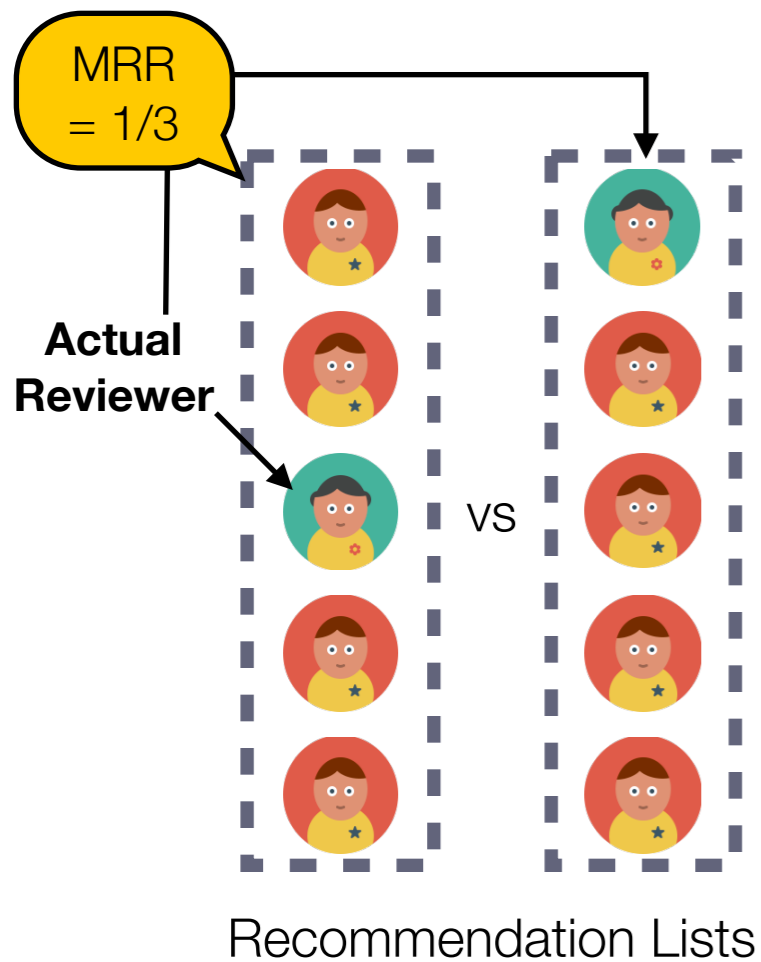 MRR
= 1/3
Actual
Reviewer
VS
Recommendation Lists